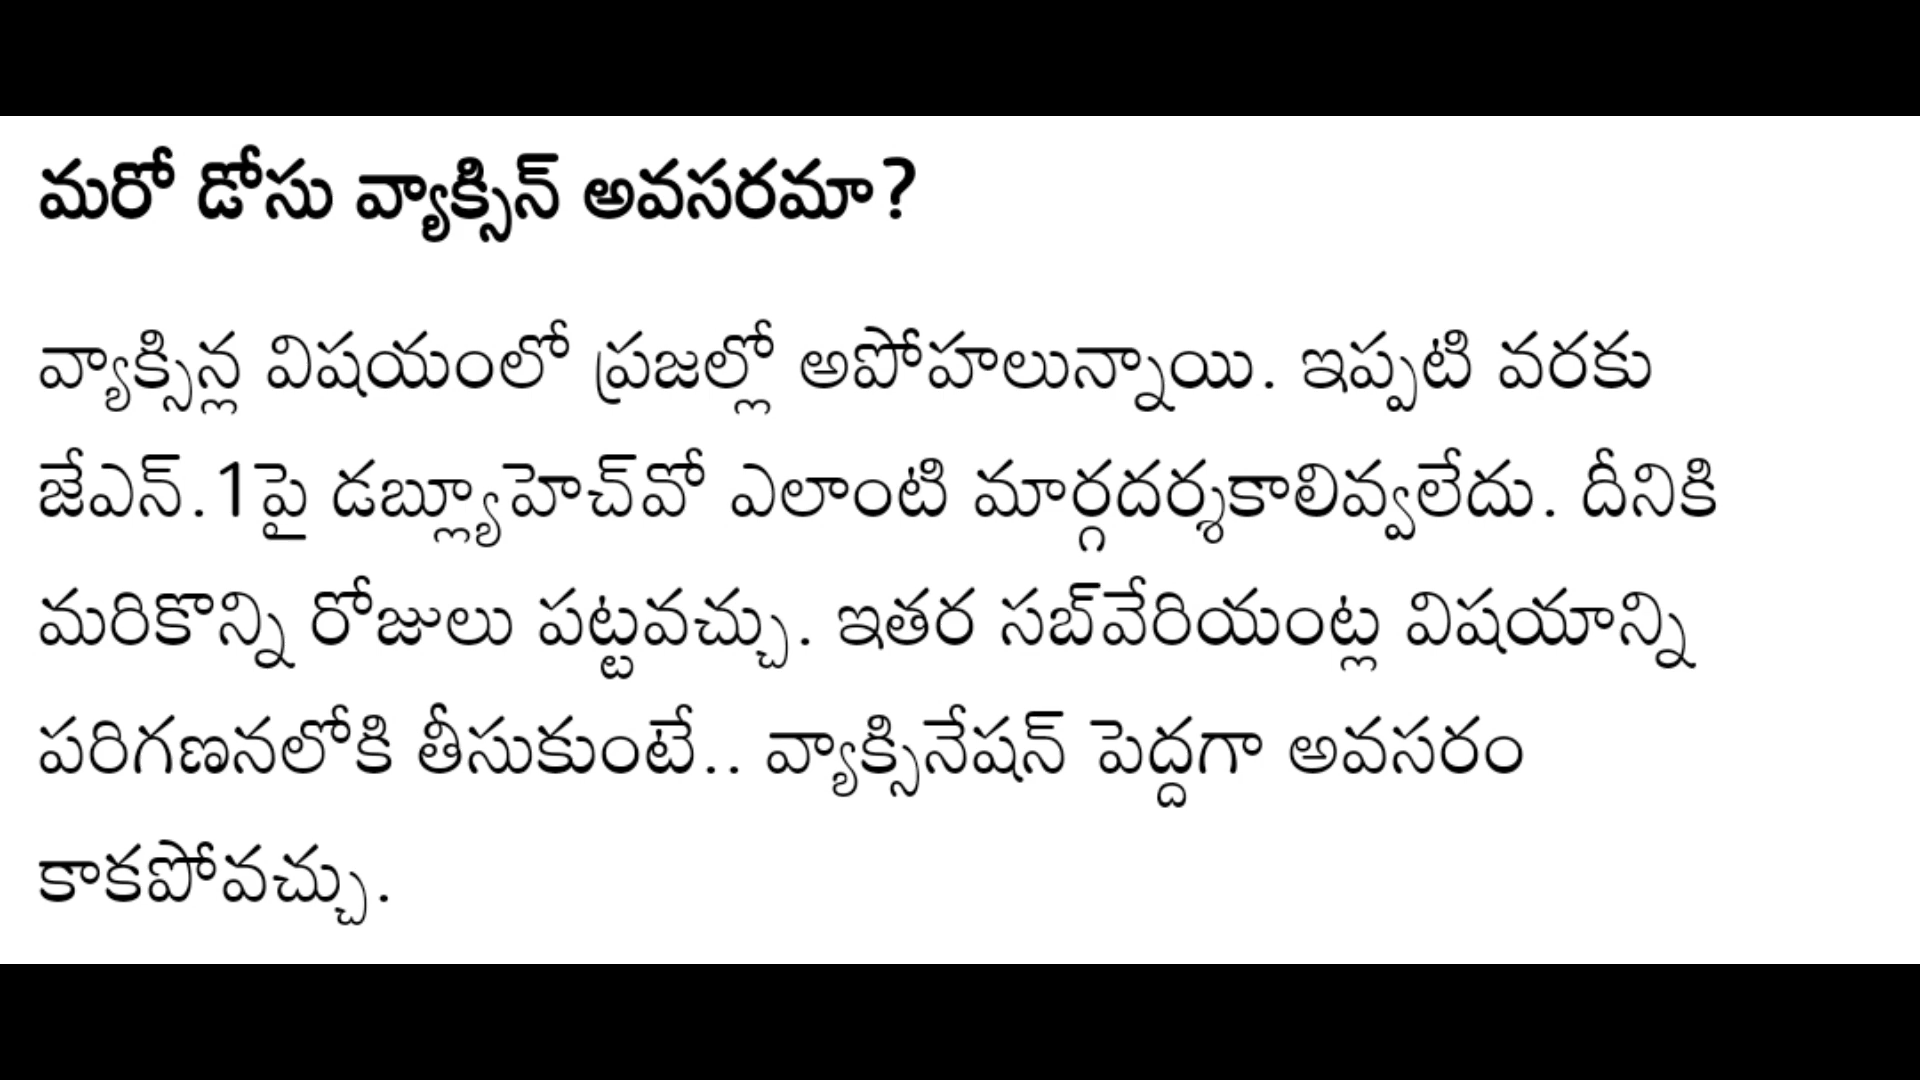 మరో డోసు వ్యాక్సిన్ అవసరమా?
వ్యాక్సిన్ల విషయంలో ప్రజల్లో అపోహలున్నాయి. ఇప్పటి వరకు
జేఎన్.1పై డబ్ల్యూహెచ్‌వో ఎలాంటి మార్గదర్శకాలివ్వలేదు. దీనికి
మరికొన్ని రోజులు పట్టవచ్చు. ఇతర సబ్‌వేరియంట్ల విషయాన్ని
పరిగణనలోకి తీసుకుంటే.. వ్యాక్సినేషన్ పెద్దగా అవసరం
కాకపోవచ్చు.